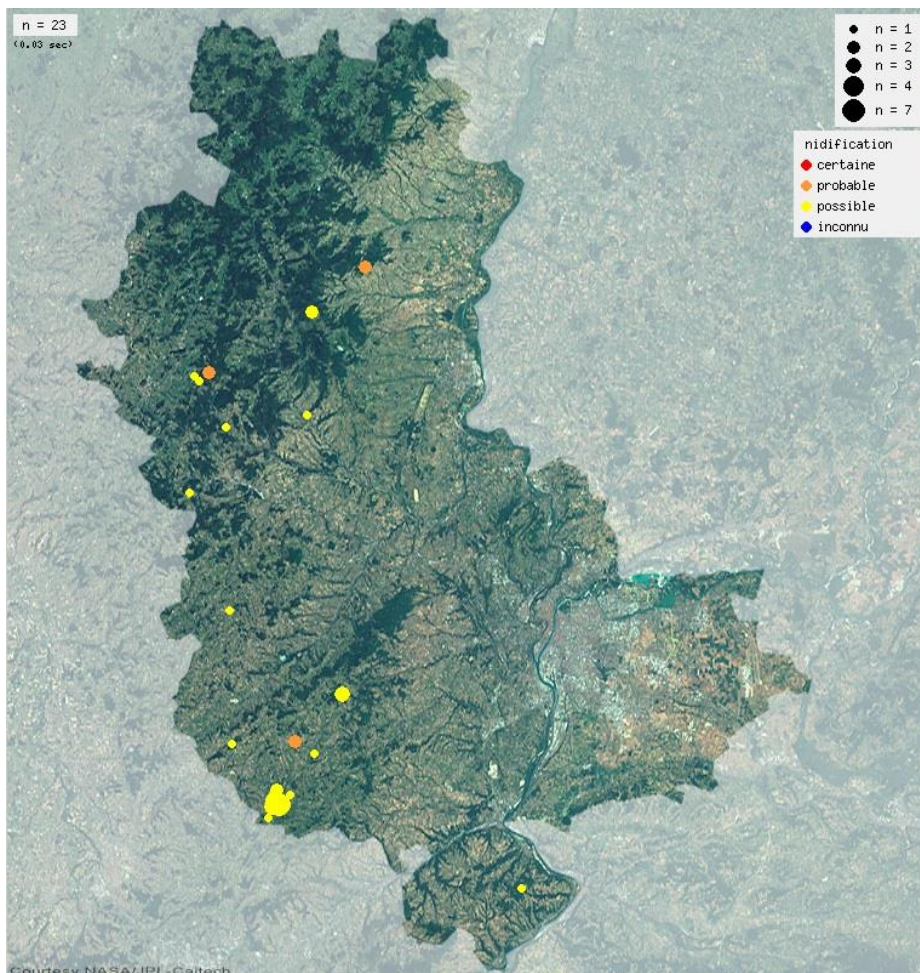 n = 23
(0.03 sec)
n = 1
n = 2
n = 3
n = 4
n = 7
nidification
certaine
probable
possible
inconnu
Courtesy NASA/JPL-Caltech